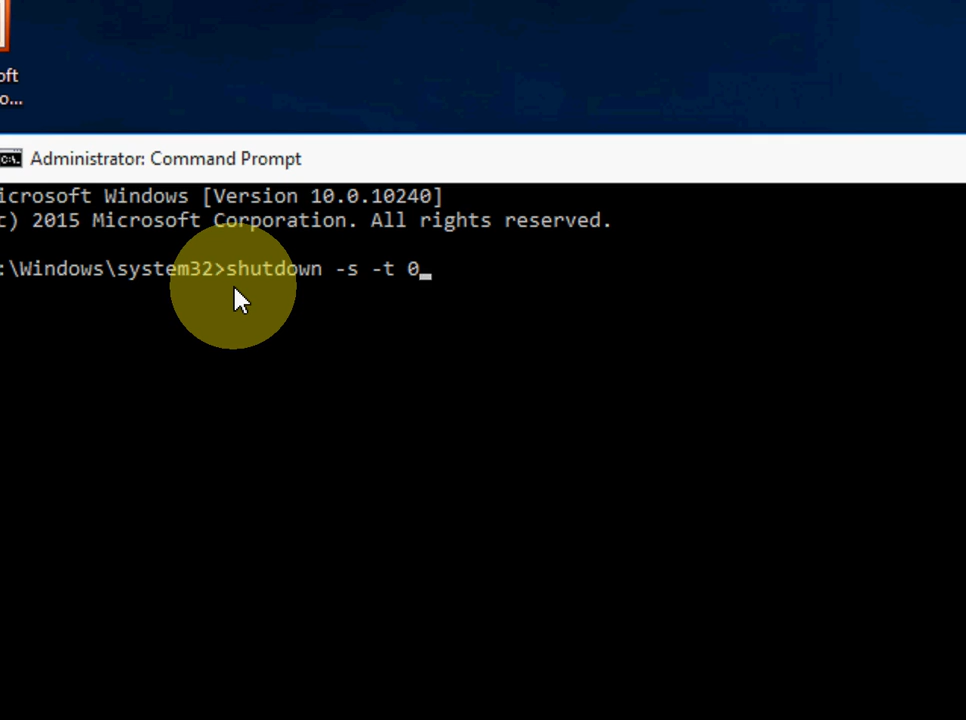 oft
o...
Administrator: Command Prompt
icrosoft Windows [Version 10.0.10240]
c) 2015 Microsoft Corporation. All rights reserved.
:\Windows\system32>shutdown -s -t 0_